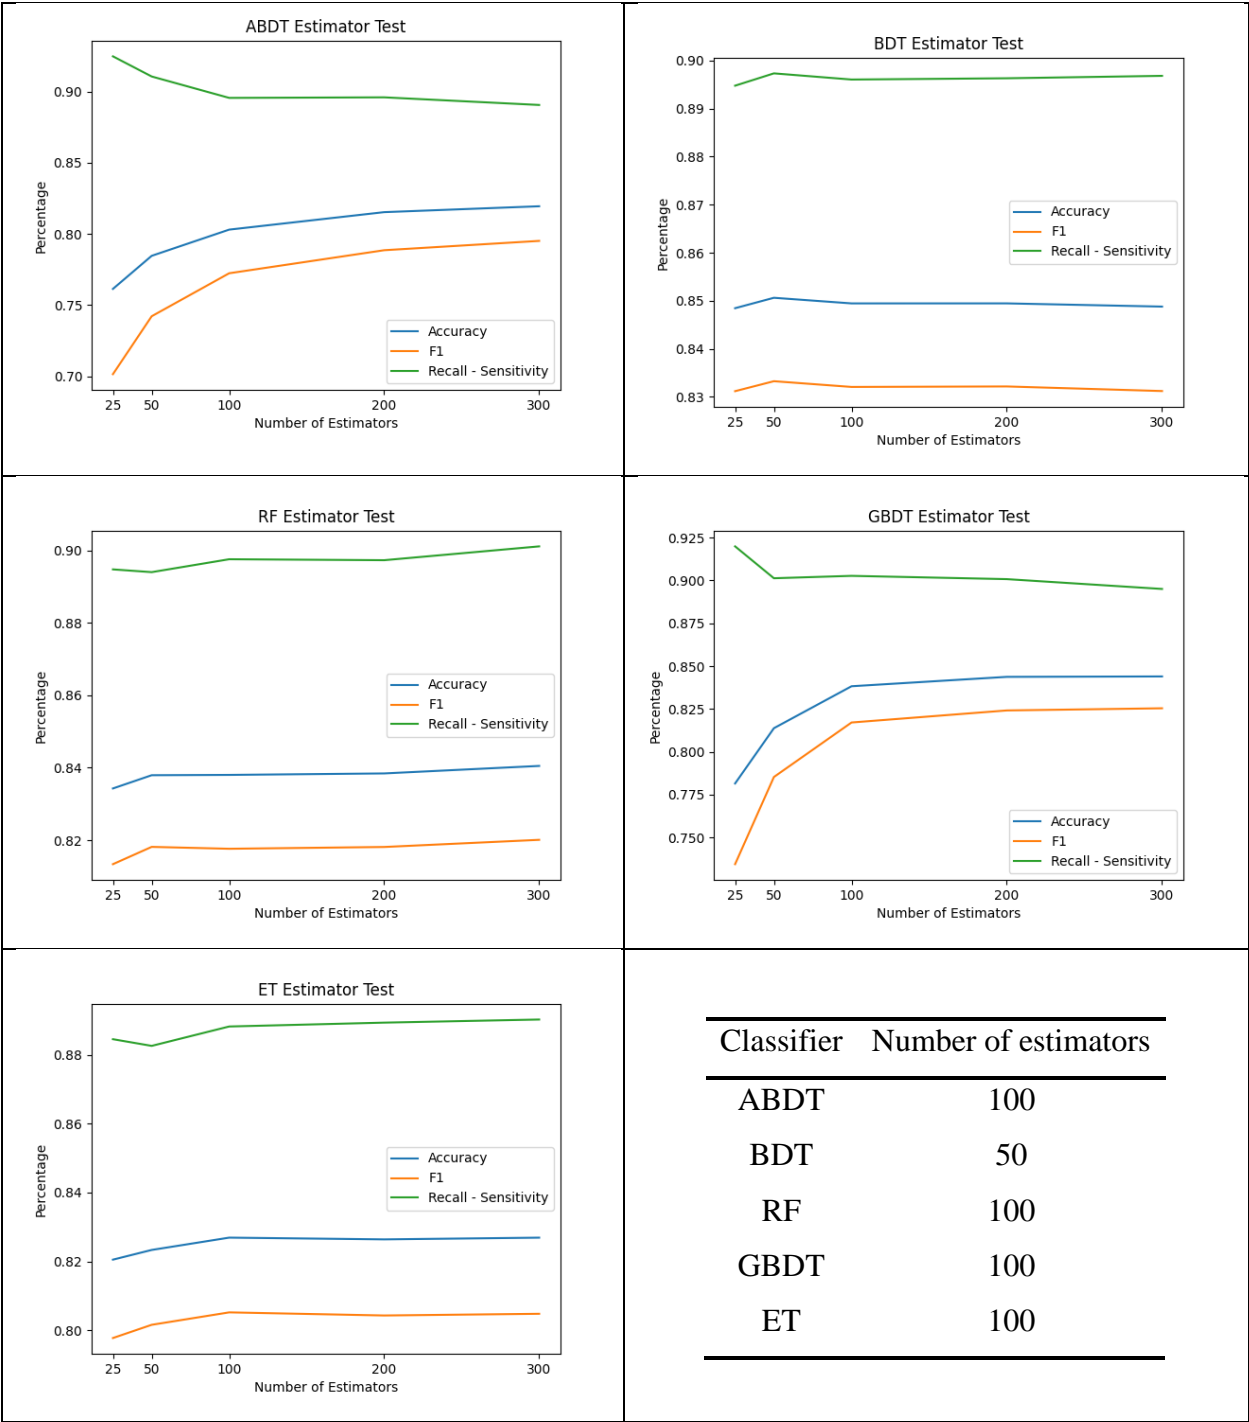 ABDT Estimator Test
0.90
0.85
0.80
0.75
0.70
Percentage
Accuracy
F1
Recall - Sensitivity
25 50 100 200 300
Number of Estimators
BDT Estimator Test
0.90
0.89
0.88
0.87
0.86
0.85
0.84
0.83
Percentage
Accuracy
F1
Recall - Sensitivity
25 50 100 200 300
Number of Estimators
RF Estimator Test
0.90
0.88
0.86
0.84
0.82
Percentage
Accuracy
F1
Recall - Sensitivity
25 50 100 200 300
Number of Estimators
GBDT Estimator Test
0.925
0.900
0.875
0.850
0.825
0.800
0.775
0.750
Percentage
Accuracy
F1
Recall - Sensitivity
25 50 100 200 300
Number of Estimators
ET Estimator Test
0.88
0.86
0.84
0.82
0.80
Percentage
Accuracy
F1
Recall - Sensitivity
25 50 100 200 300
Number of Estimators
Classifier Number of estimators
ABDT 100
BDT 50
RF 100
GBDT 100
ET 100